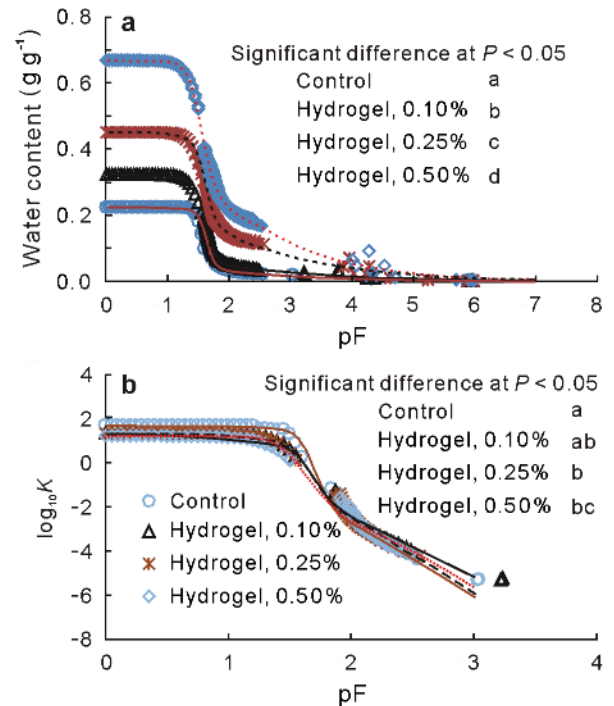 a
Significant difference at P < 0.05
Control a
Hydrogel, 0.10% b
Hydrogel, 0.25% c
Hydrogel, 0.50% d
Water content (g g⁻¹)
0.8
0.6
0.4
0.2
0.0
0 1 2 3 4 5 6 7 8
pF
b
Significant difference at P < 0.05
Control a
Hydrogel, 0.10% ab
Hydrogel, 0.25% b
Hydrogel, 0.50% bc
log₁₀K
4
2
0
-2
-4
-6
-8
Control
Hydrogel, 0.10%
Hydrogel, 0.25%
Hydrogel, 0.50%
0 1 2 3 4
pF